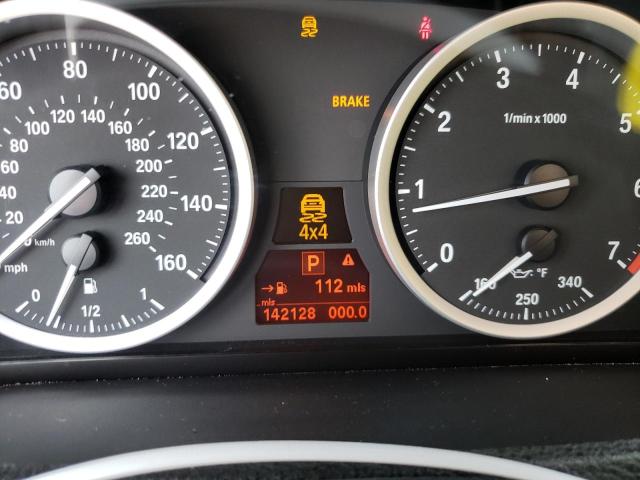 60 80 100 120 140 160
80 100 120 140 160 180 200 220 240 260
20 km/h
mph
0 1/2 1
BRAKE
4x4
P
112 mls
mls
142128 000.0
0 1 2 3 4 5 6 7
1/min x 1000
160 250 340
°F